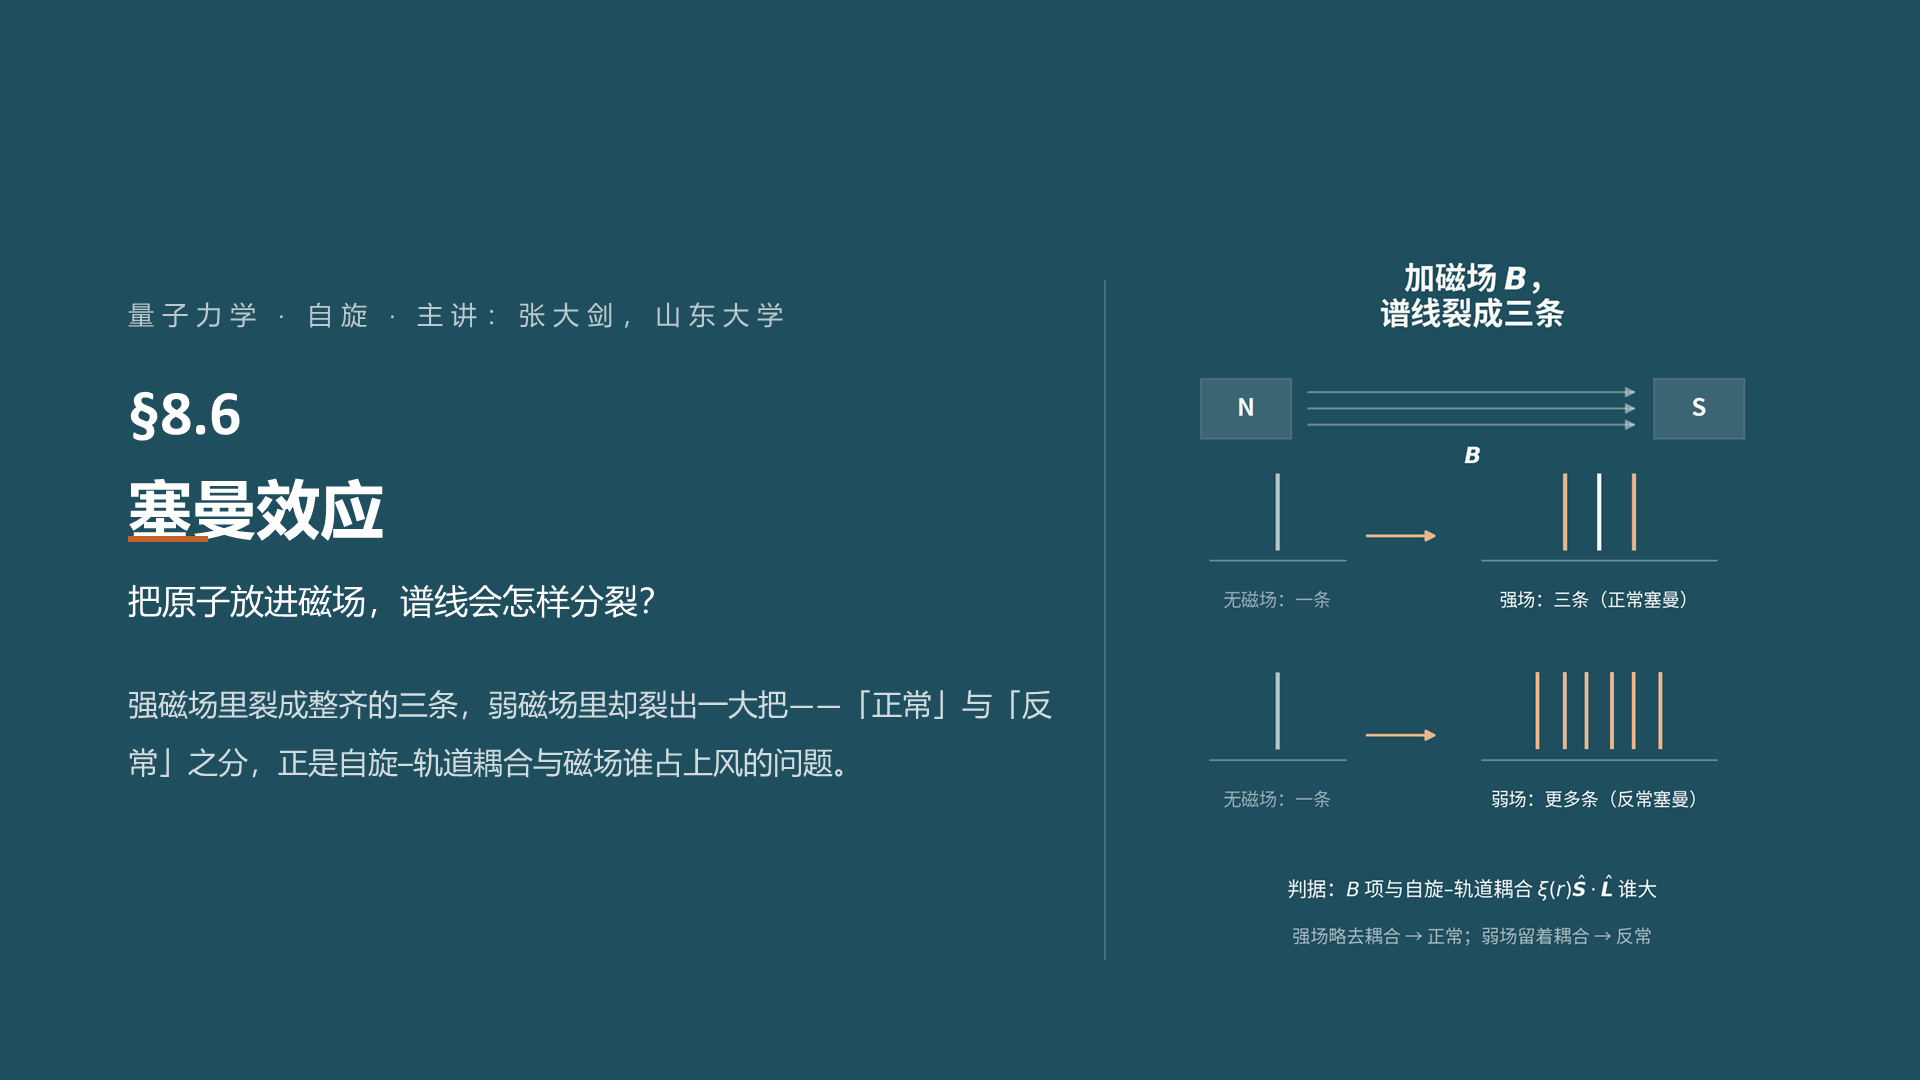 量子力学 · 自旋 · 主讲：张大剑，山东大学
§8.6
塞曼效应
把原子放进磁场，谱线会怎样分裂？
强磁场里裂成整齐的三条，弱磁场里却裂出一大把——「正常」与「反
常」之分，正是自旋–轨道耦合与磁场谁占上风的问题。
加磁场 B，
谱线裂成三条
N
S
B
无磁场：一条
强场：三条（正常塞曼）
无磁场：一条
弱场：更多条（反常塞曼）
判据：B 项与自旋–轨道耦合 ξ(r)Ŝ · L̂ 谁大
强场略去耦合 → 正常；弱场留着耦合 → 反常